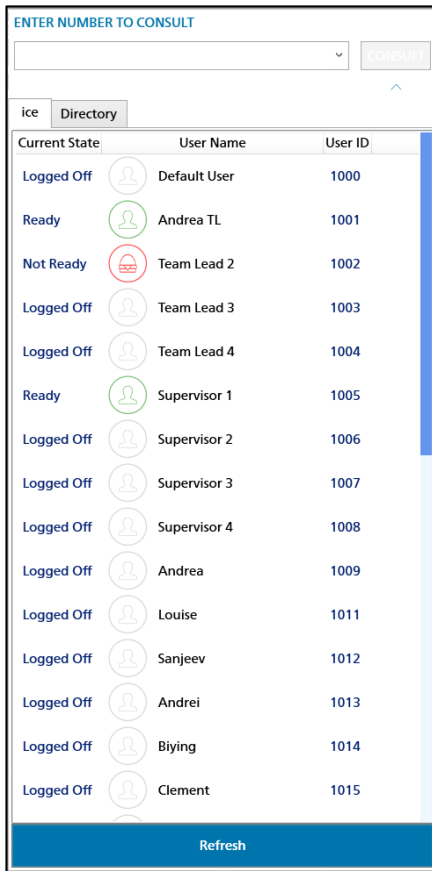 ENTER NUMBER TO CONSULT
CONSULT
ice Directory
Current State User Name User ID
Logged Off Default User 1000
Ready Andrea TL 1001
Not Ready Team Lead 2 1002
Logged Off Team Lead 3 1003
Logged Off Team Lead 4 1004
Ready Supervisor 1 1005
Logged Off Supervisor 2 1006
Logged Off Supervisor 3 1007
Logged Off Supervisor 4 1008
Logged Off Andrea 1009
Logged Off Louise 1011
Logged Off Sanjeev 1012
Logged Off Andrei 1013
Logged Off Biying 1014
Logged Off Clement 1015
Refresh